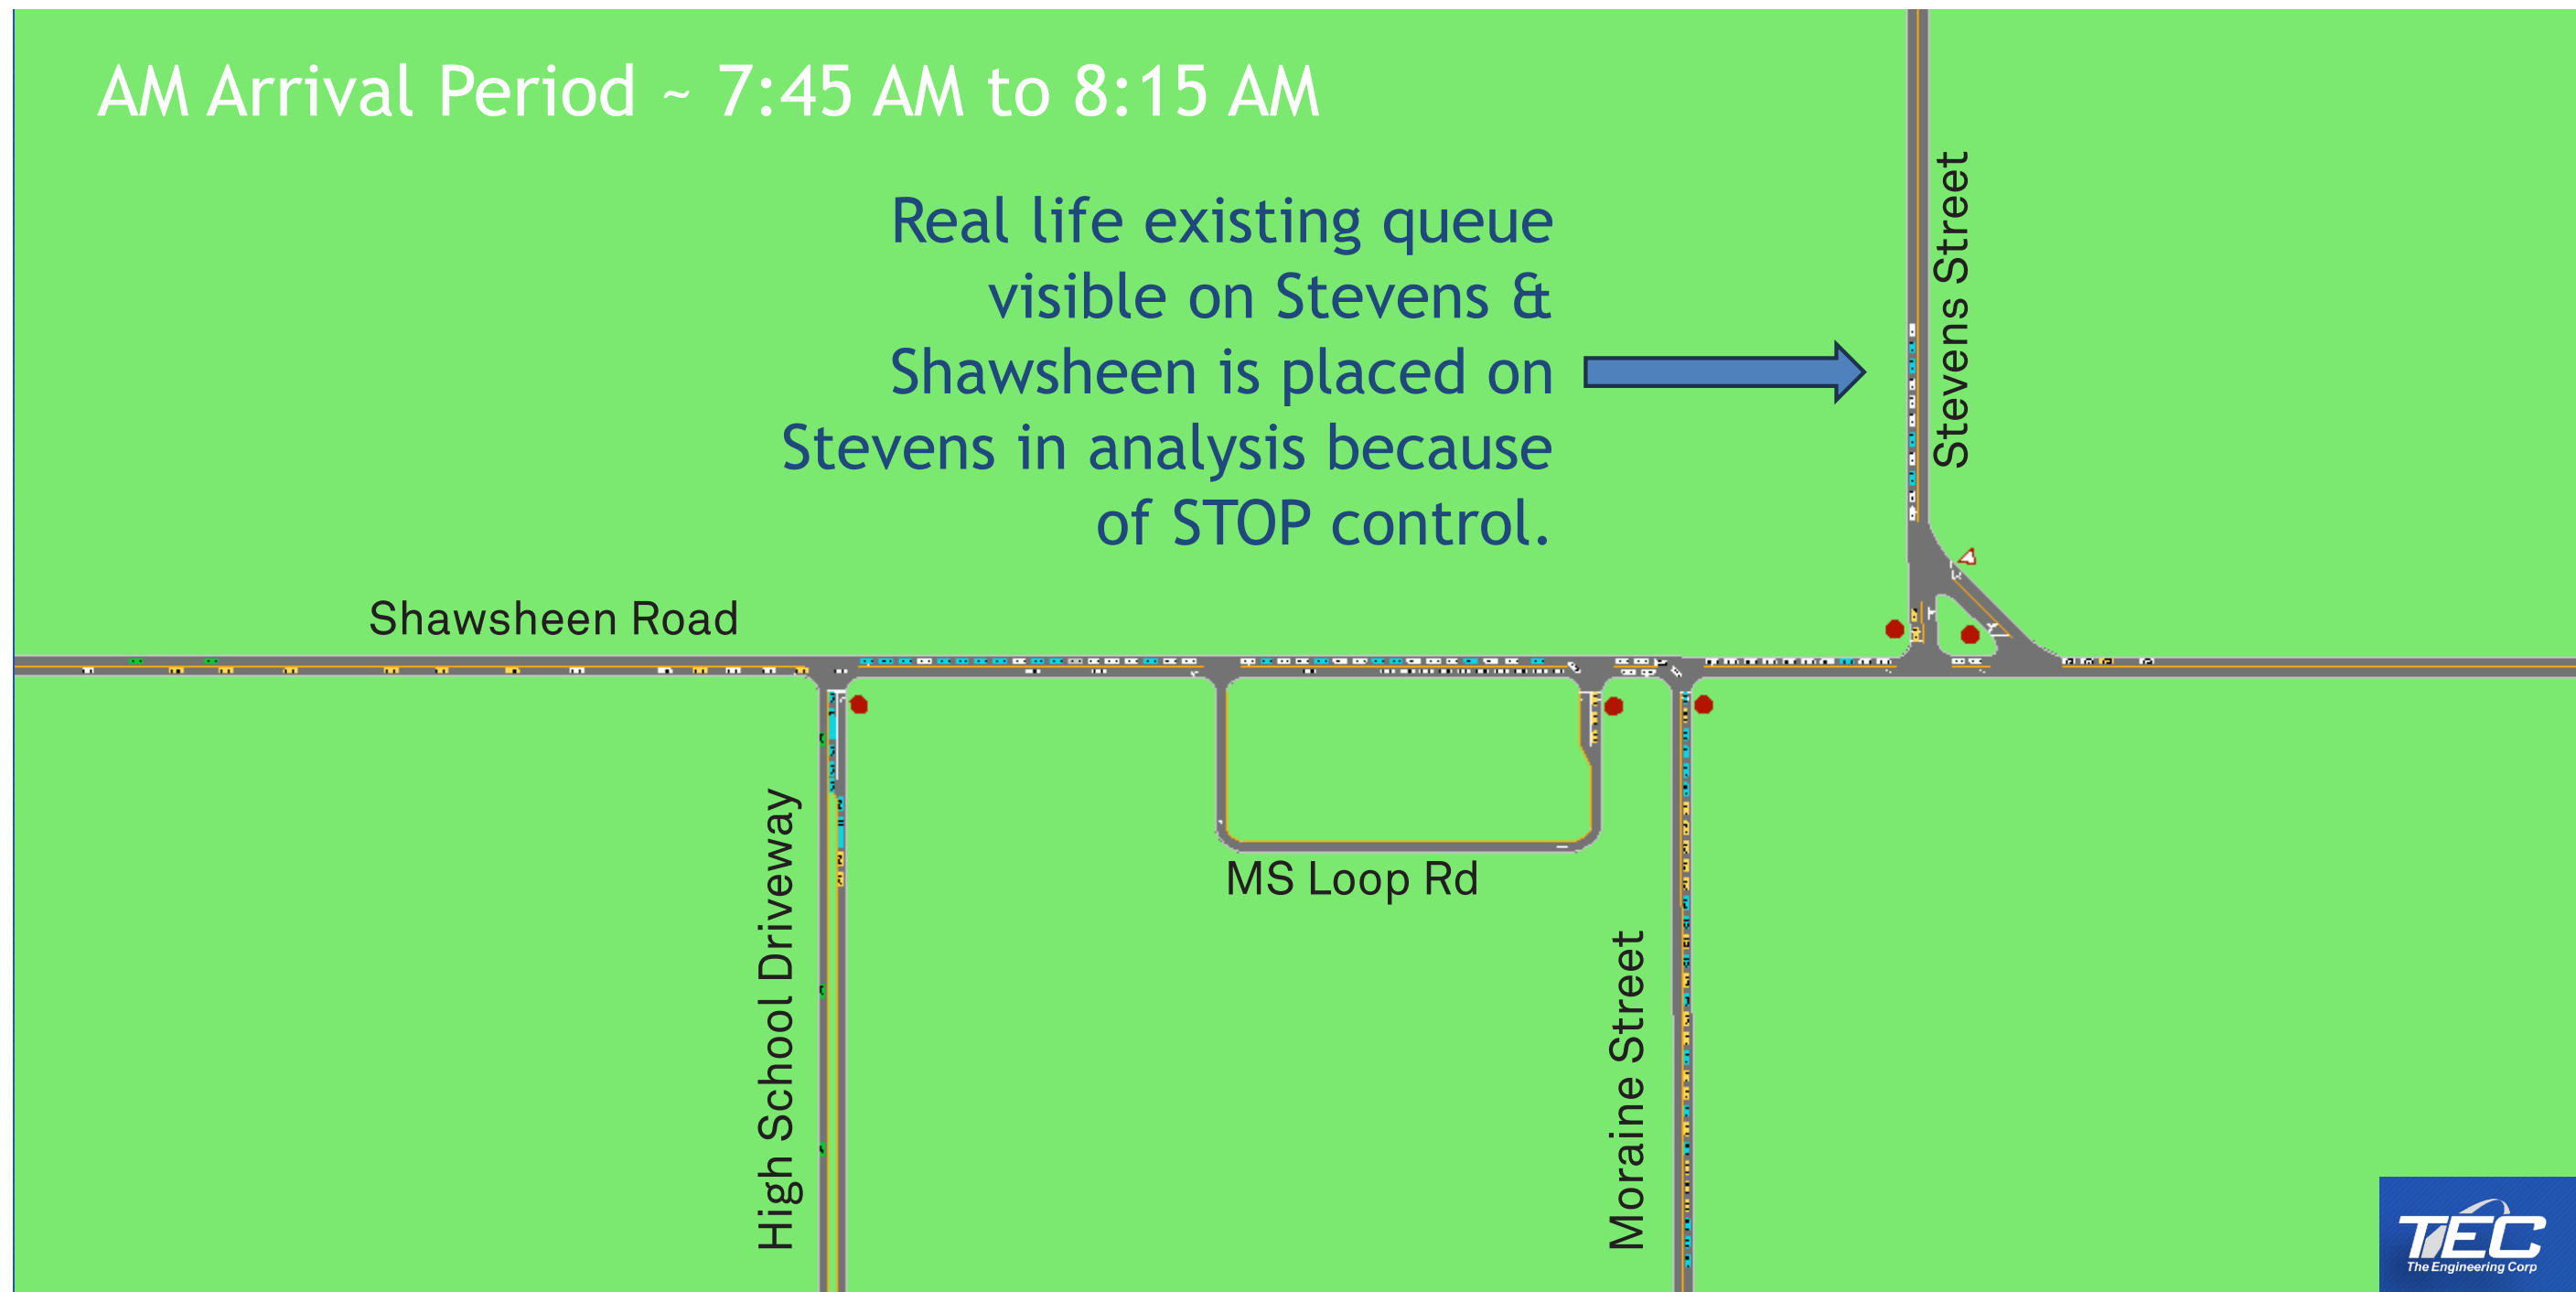 AM Arrival Period ~ 7:45 AM to 8:15 AM
Real life existing queue
visible on Stevens &
Shawsheen is placed on
Stevens in analysis because
of STOP control.
Stevens Street
Shawsheen Road
High School Driveway
MS Loop Rd
Moraine Street
TEC
The Engineering Corp